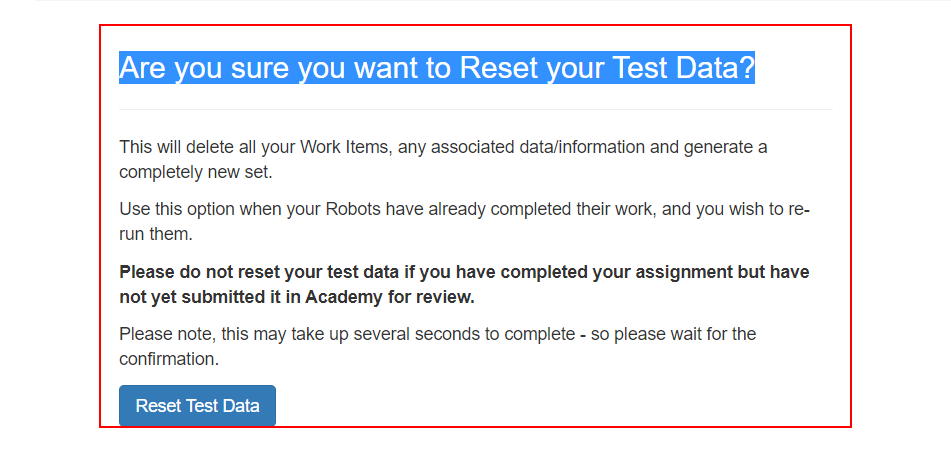 Are you sure you want to Reset your Test Data?
This will delete all your Work Items, any associated data/information and generate a
completely new set.
Use this option when your Robots have already completed their work, and you wish to re-
run them.
Please do not reset your test data if you have completed your assignment but have
not yet submitted it in Academy for review.
Please note, this may take up several seconds to complete - so please wait for the
confirmation.
Reset Test Data